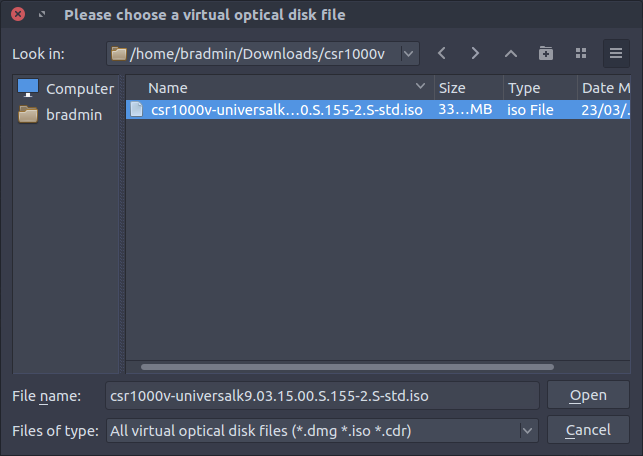 Please choose a virtual optical disk file
Look in: /home/bradmin/Downloads/csr1000v
Computer
bradmin
Name Size Type Date M
csr1000v-universalk...0.S.155-2.S-std.iso 33...MB iso File 23/03/..
File name: csr1000v-universalk9.03.15.00.S.155-2.S-std.iso Open
Files of type: All virtual optical disk files (*.dmg *.iso *.cdr) Cancel